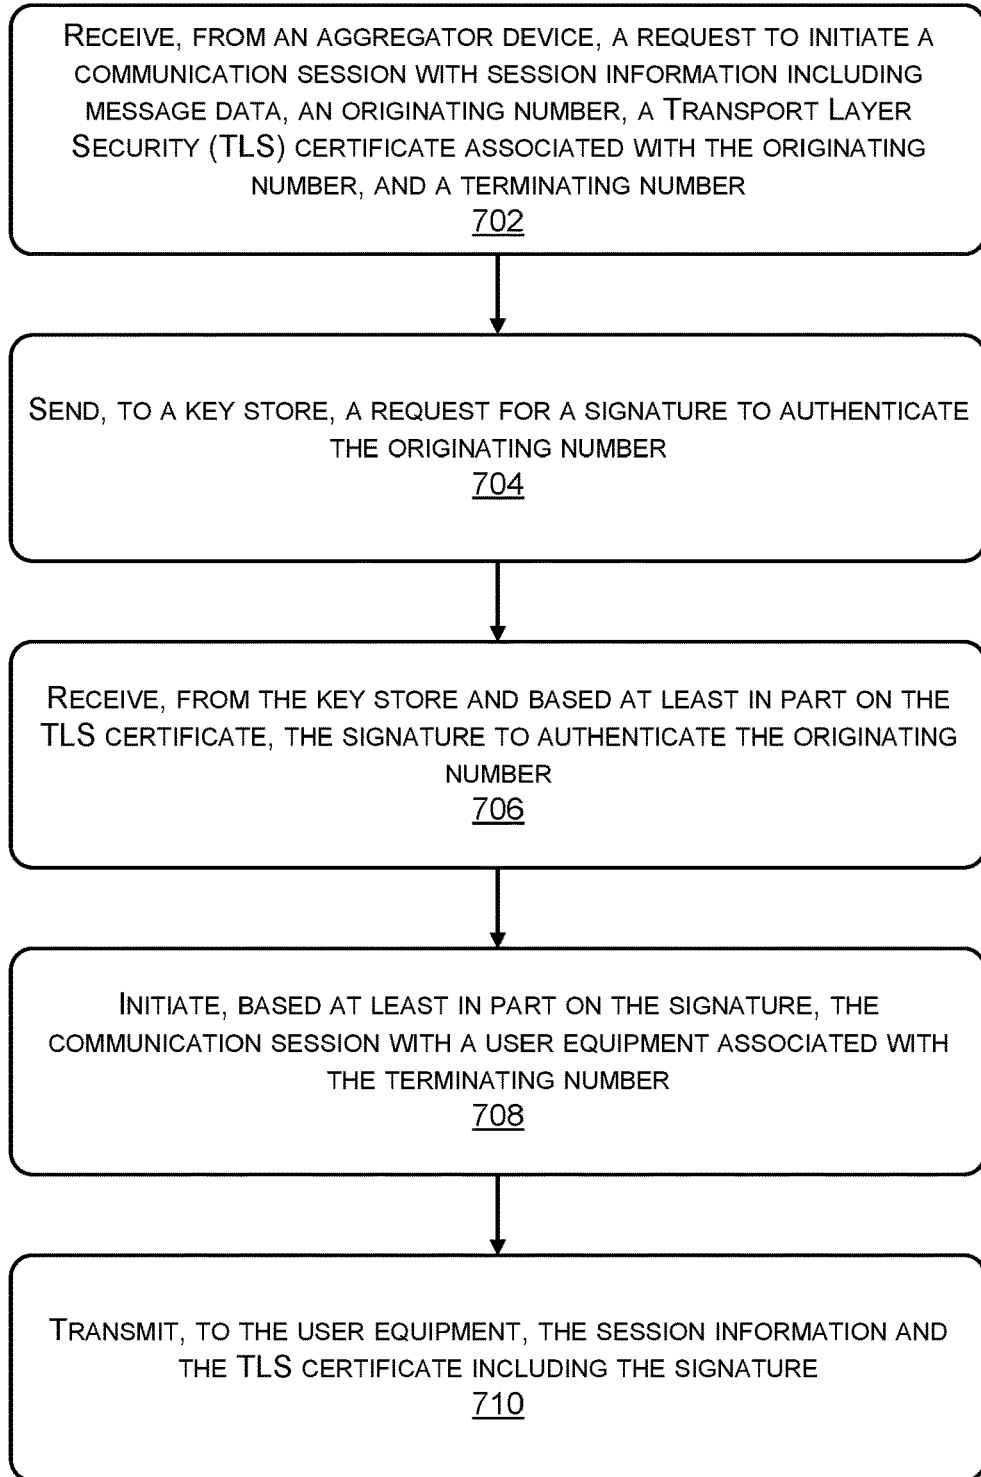 RECEIVE, FROM AN AGGREGATOR DEVICE, A REQUEST TO INITIATE A
COMMUNICATION SESSION WITH SESSION INFORMATION INCLUDING
MESSAGE DATA, AN ORIGINATING NUMBER, A TRANSPORT LAYER
SECURITY (TLS) CERTIFICATE ASSOCIATED WITH THE ORIGINATING
NUMBER, AND A TERMINATING NUMBER
702
SEND, TO A KEY STORE, A REQUEST FOR A SIGNATURE TO AUTHENTICATE
THE ORIGINATING NUMBER
704
RECEIVE, FROM THE KEY STORE AND BASED AT LEAST IN PART ON THE
TLS CERTIFICATE, THE SIGNATURE TO AUTHENTICATE THE ORIGINATING
NUMBER
706
INITIATE, BASED AT LEAST IN PART ON THE SIGNATURE, THE
COMMUNICATION SESSION WITH A USER EQUIPMENT ASSOCIATED WITH
THE TERMINATING NUMBER
708
TRANSMIT, TO THE USER EQUIPMENT, THE SESSION INFORMATION AND
THE TLS CERTIFICATE INCLUDING THE SIGNATURE
710